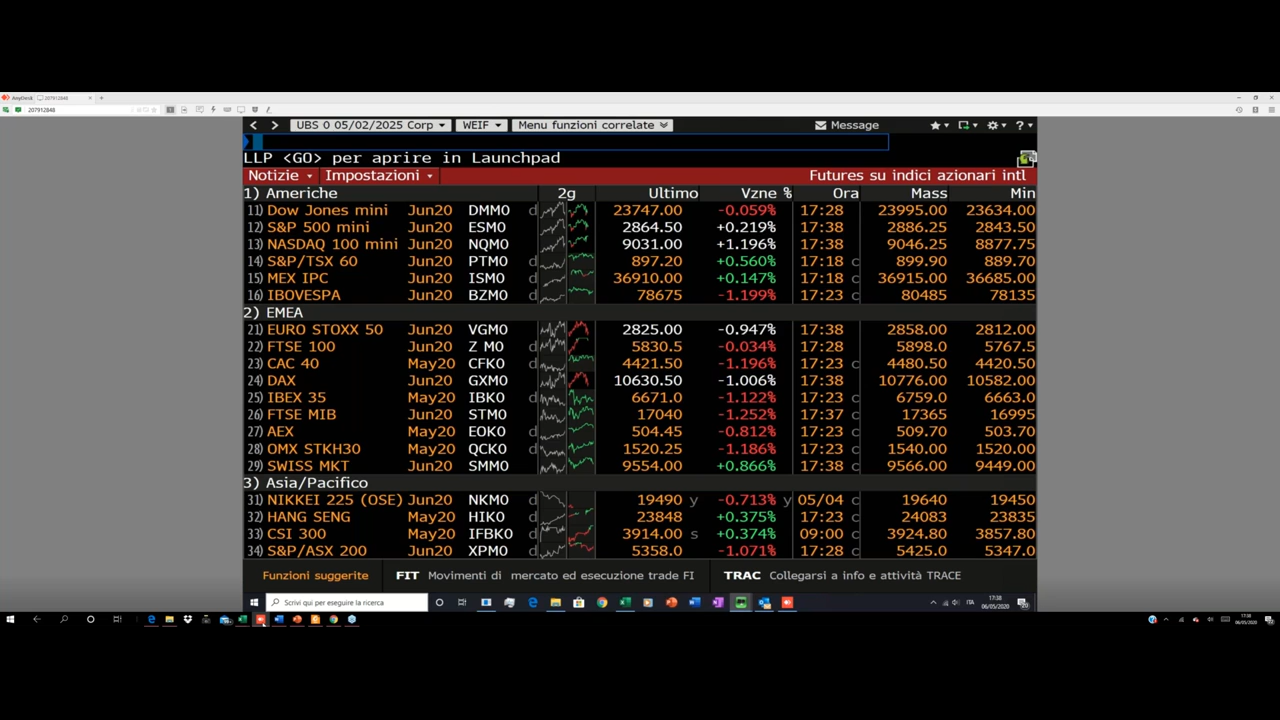 AnyDesk 207912848
207912848
UBS 0 05/02/2025 Corp WEIF Menu funzioni correlate Message
LLP <GO> per aprire in Launchpad
Notizie Impostazioni Futures su indici azionari intl
1) Americhe 2g Ultimo Vzne % Ora Mass Min
11) Dow Jones mini Jun20 DMM0 d 23747.00 -0.059% 17:28 23995.00 23634.00
12) S&P 500 mini Jun20 ESM0 2864.50 +0.219% 17:38 2886.25 2843.50
13) NASDAQ 100 mini Jun20 NQM0 9031.00 +1.196% 17:38 9046.25 8877.75
14) S&P/TSX 60 Jun20 PTM0 d 897.20 +0.560% 17:18 c 899.90 889.70
15) MEX IPC Jun20 ISM0 d 36910.00 +0.147% 17:18 c 36915.00 36685.00
16) IBOVESPA Jun20 BZM0 d 78675 -1.199% 17:23 c 80485 78135
2) EMEA
21) EURO STOXX 50 Jun20 VGM0 2825.00 -0.947% 17:38 2858.00 2812.00
22) FTSE 100 Jun20 Z M0 d 5830.5 -0.034% 17:28 5898.0 5767.5
23) CAC 40 May20 CFK0 d 4421.50 -1.196% 17:23 c 4480.50 4420.50
24) DAX Jun20 GXM0 10630.50 -1.006% 17:38 10776.00 10582.00
25) IBEX 35 May20 IBK0 d 6671.0 -1.122% 17:23 c 6759.0 6663.0
26) FTSE MIB Jun20 STM0 d 17040 -1.252% 17:37 c 17365 16995
27) AEX May20 EOK0 d 504.45 -0.812% 17:23 c 509.70 503.70
28) OMX STKH30 May20 QCK0 d 1520.25 -1.186% 17:23 c 1540.00 1520.00
29) SWISS MKT Jun20 SMM0 d 9554.00 +0.866% 17:38 c 9566.00 9449.00
3) Asia/Pacifico
31) NIKKEI 225 (OSE) Jun20 NKM0 d 19490 y -0.713% y 05/04 c 19640 19450
32) HANG SENG May20 HIK0 d 23848 +0.375% 17:23 c 24083 23835
33) CSI 300 May20 IFBK0 d 3914.00 s +0.374% 09:00 c 3924.80 3857.80
34) S&P/ASX 200 Jun20 XPM0 d 5358.0 -1.071% 17:28 c 5425.0 5347.0
Funzioni suggerite FIT Movimenti di mercato ed esecuzione trade FI TRAC Collegarsi a info e attività TRACE
Scrivi qui per eseguire la ricerca ITA 17:38
06/05/2020
17:38
06/05/2020